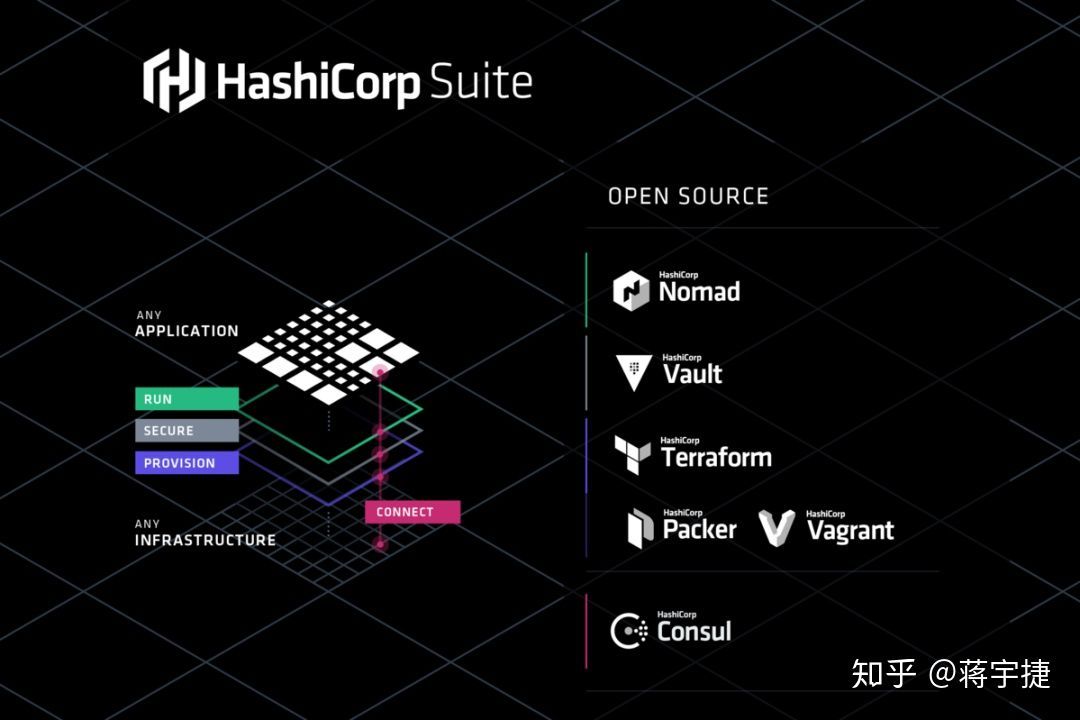 HashiCorp Suite
OPEN SOURCE
HashiCorp
Nomad
HashiCorp
Vault
HashiCorp
Terraform
HashiCorp
Packer
HashiCorp
Vagrant
HashiCorp
Consul
ANY
APPLICATION
RUN
SECURE
PROVISION
CONNECT
ANY
INFRASTRUCTURE
知乎 @蒋宇捷